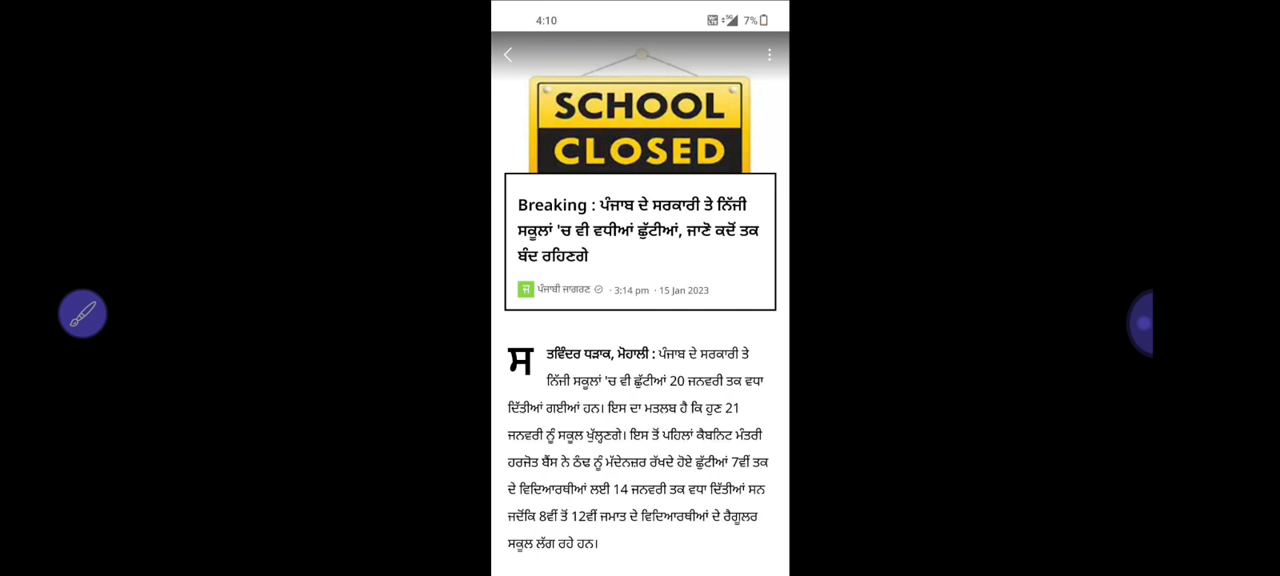 4:10
5G 7%
SCHOOL
CLOSED
Breaking : ਪੰਜਾਬ ਦੇ ਸਰਕਾਰੀ ਤੇ ਨਿੱਜੀ
ਸਕੂਲਾਂ 'ਚ ਵੀ ਵਧੀਆਂ ਛੁੱਟੀਆਂ, ਜਾਣੋ ਕਦੋਂ ਤਕ
ਬੰਦ ਰਹਿਣਗੇ
ਜ ਪੰਜਾਬੀ ਜਾਗਰਣ · 3:14 pm · 15 Jan 2023
ਸਤਵਿੰਦਰ ਧੜਾਕ, ਮੋਹਾਲੀ : ਪੰਜਾਬ ਦੇ ਸਰਕਾਰੀ ਤੇ
ਨਿੱਜੀ ਸਕੂਲਾਂ 'ਚ ਵੀ ਛੁੱਟੀਆਂ 20 ਜਨਵਰੀ ਤਕ ਵਧਾ
ਦਿੱਤੀਆਂ ਗਈਆਂ ਹਨ। ਇਸ ਦਾ ਮਤਲਬ ਹੈ ਕਿ ਹੁਣ 21
ਜਨਵਰੀ ਨੂੰ ਸਕੂਲ ਖੁੱਲ੍ਹਣਗੇ। ਇਸ ਤੋਂ ਪਹਿਲਾਂ ਕੈਬਨਿਟ ਮੰਤਰੀ
ਹਰਜੋਤ ਬੈਂਸ ਨੇ ਠੰਢ ਨੂੰ ਮੱਦੇਨਜ਼ਰ ਰੱਖਦੇ ਹੋਏ ਛੁੱਟੀਆਂ 7ਵੀਂ ਤਕ
ਦੇ ਵਿਦਿਆਰਥੀਆਂ ਲਈ 14 ਜਨਵਰੀ ਤਕ ਵਧਾ ਦਿੱਤੀਆਂ ਸਨ
ਜਦੋਂਕਿ 8ਵੀਂ ਤੋਂ 12ਵੀਂ ਜਮਾਤ ਦੇ ਵਿਦਿਆਰਥੀਆਂ ਦੇ ਰੈਗੂਲਰ
ਸਕੂਲ ਲੱਗ ਰਹੇ ਹਨ।